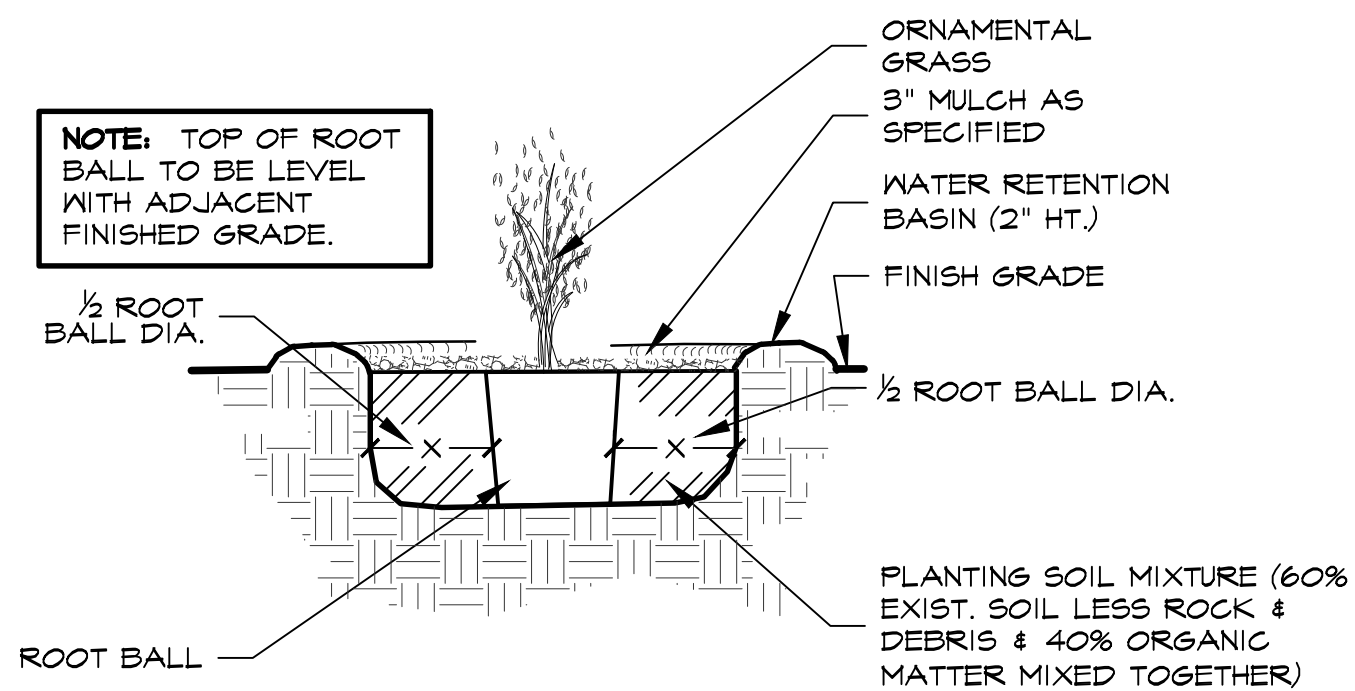 ORNAMENTAL
GRASS
3" MULCH AS
SPECIFIED
NOTE: TOP OF ROOT
BALL TO BE LEVEL
WITH ADJACENT
FINISHED GRADE.
WATER RETENTION
BASIN (2" HT.)
FINISH GRADE
½ ROOT
BALL DIA.
½ ROOT BALL DIA.
X
X
PLANTING SOIL MIXTURE (60%
EXIST. SOIL LESS ROCK &
DEBRIS & 40% ORGANIC
MATTER MIXED TOGETHER)
ROOT BALL